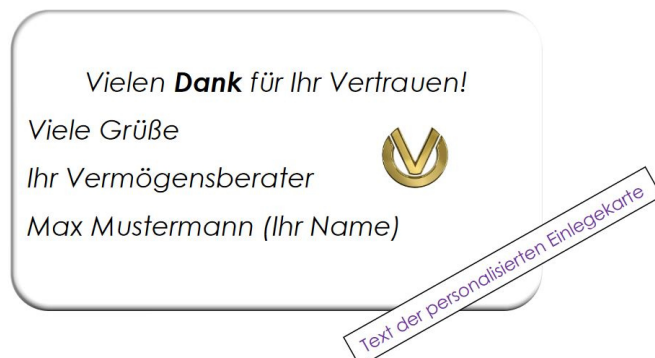 Vielen Dank für Ihr Vertrauen!
Viele Grüße
Ihr Vermögensberater
Max Mustermann (Ihr Name)
Text der personalisierten Einlegekarte